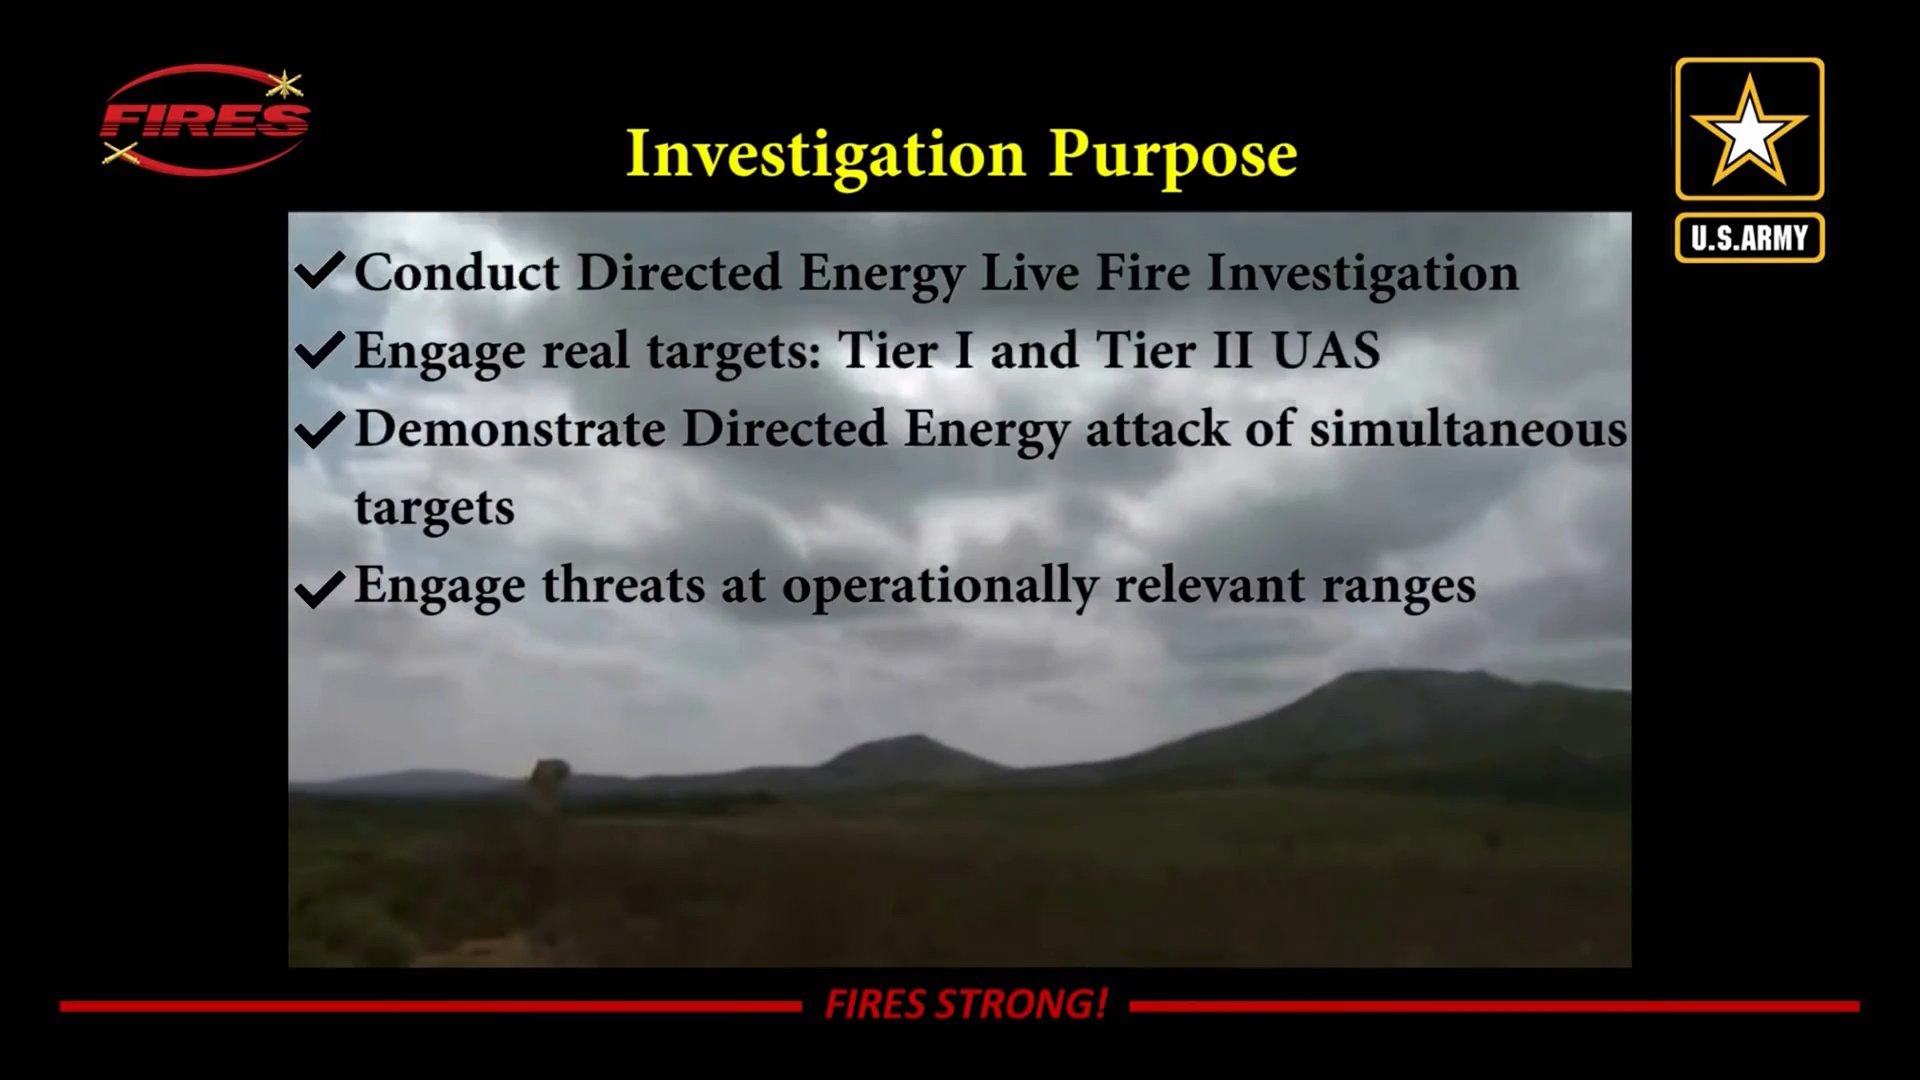 FIRES
Investigation Purpose
U.S.ARMY
Conduct Directed Energy Live Fire Investigation
Engage real targets: Tier I and Tier II UAS
Demonstrate Directed Energy attack of simultaneous
targets
Engage threats at operationally relevant ranges
FIRES STRONG!